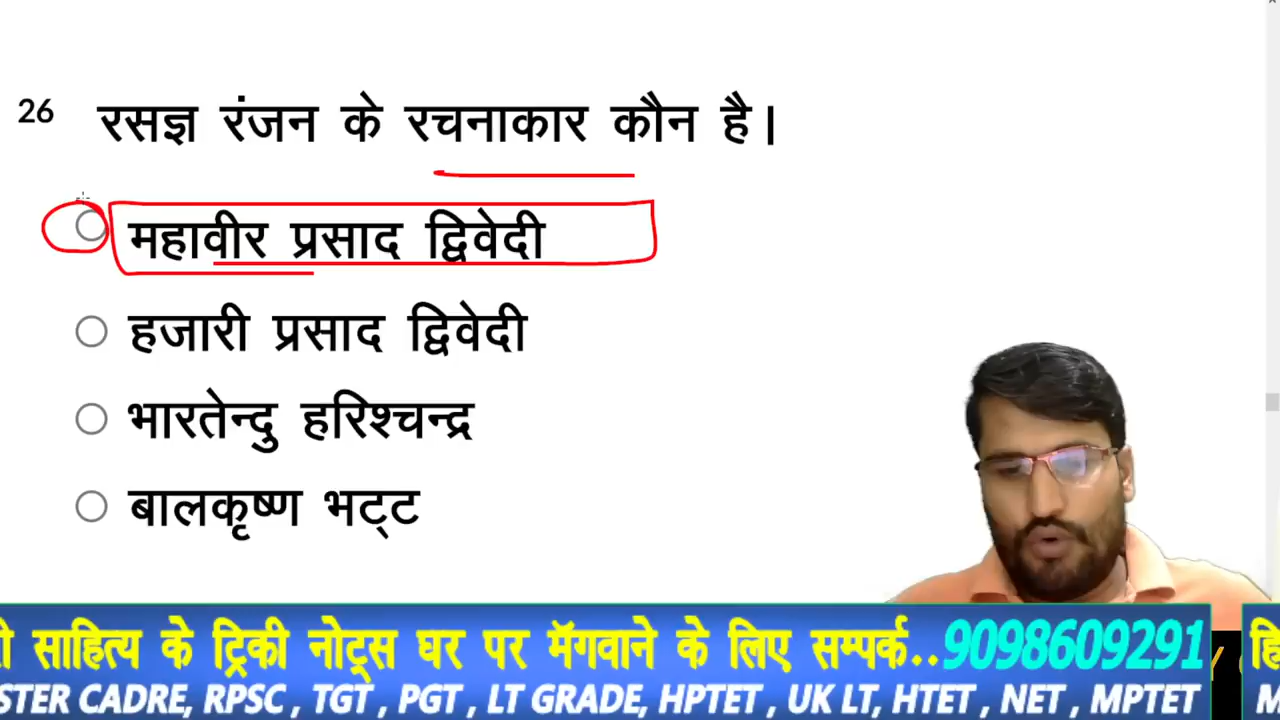 26 रसज्ञ रंजन के रचनाकार कौन है।
महावीर प्रसाद द्विवेदी
हजारी प्रसाद द्विवेदी
भारतेन्दु हरिश्चन्द्र
बालकृष्ण भट्ट
साहित्य के ट्रिकी नोट्स घर पर मॅगवाने के लिए सम्पर्क..9098609291 हि
STER CADRE, RPSC , TGT , PGT , LT GRADE, HPTET , UK LT, HTET , NET , MPTET M